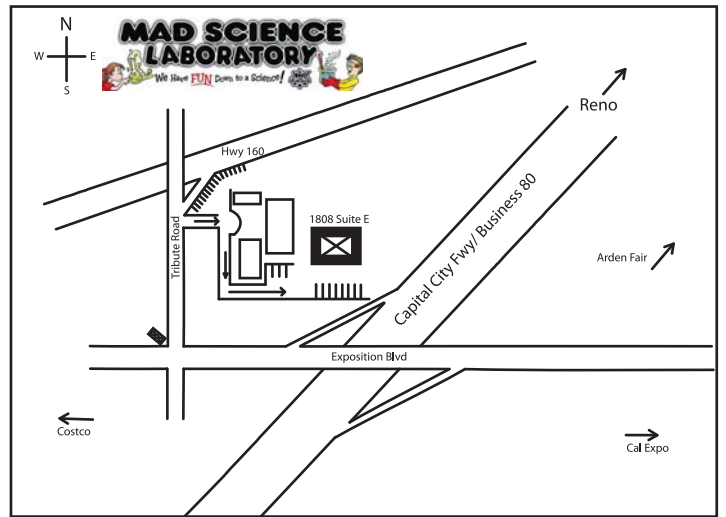 N
W E
S
MAD SCIENCE
LABORATORY
We Have FUN Down to a Science!
Reno
Hwy 160
1808 Suite E
Tribute Road
Capital City Fwy/ Business 80
Arden Fair
Exposition Blvd
Costco
Cal Expo